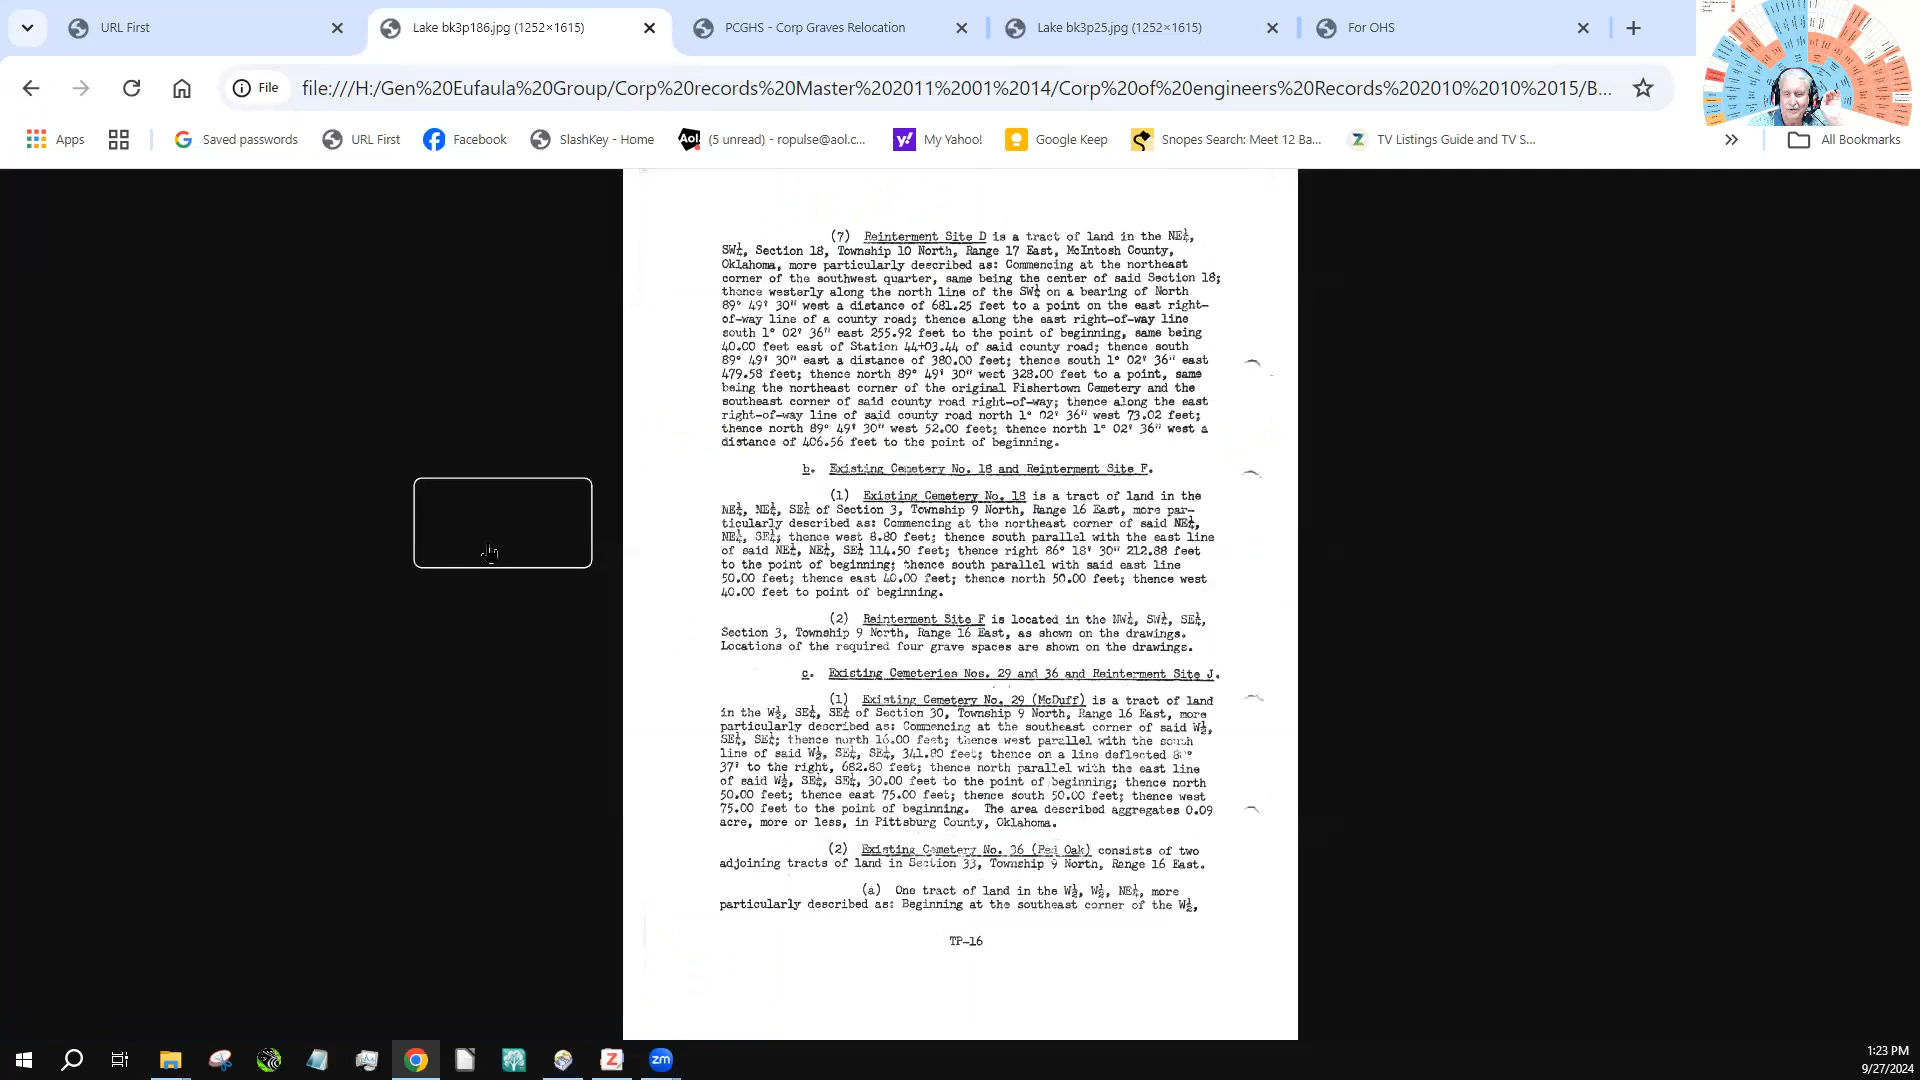 URL First
Lake bk3p186.jpg (1252×1615)
PCGHS - Corp Graves Relocation
Lake bk3p25.jpg (1252×1615)
For OHS
File
file:///H:/Gen%20Eufaula%20Group/Corp%20records%20Master%202011%2001%2014/Corp%20of%20engineers%20Records%202010%2010%2015/B...
Apps
Saved passwords
URL First
Facebook
SlashKey - Home
Aol.
(5 unread) - ropulse@aol.c...
My Yahoo!
Google Keep
Snopes Search: Meet 12 Ba...
TV Listings Guide and TV S...
All Bookmarks
(7) Reinterment Site D is a tract of land in the NE¼,
SW¼, Section 18, Township 10 North, Range 17 East, McIntosh County,
Oklahoma, more particularly described as: Commencing at the northeast
corner of the southwest quarter, same being the center of said Section 18;
thence westerly along the north line of the SW¼ on a bearing of North
89° 49' 30" west a distance of 681.25 feet to a point on the east right-
of-way line of a county road; thence along the east right-of-way line
south 1° 02' 36" east 255.92 feet to the point of beginning, same being
40.00 feet east of Station 44+03.44 of said county road; thence south
89° 49' 30" east a distance of 380.00 feet; thence south 1° 02' 36" east
479.58 feet; thence north 89° 49' 30" west 328.00 feet to a point, same
being the northeast corner of the original Fishertown Cemetery and the
southeast corner of said county road right-of-way; thence along the east
right-of-way line of said county road north 1° 02' 36" west 73.02 feet;
thence north 89° 49' 30" west 52.00 feet; thence north 1° 02' 36" west a
distance of 406.56 feet to the point of beginning.
b. Existing Cemetery No. 18 and Reinterment Site F.
(1) Existing Cemetery No. 18 is a tract of land in the
NE¼, NE¼, SE¼ of Section 3, Township 9 North, Range 16 East, more par-
ticularly described as: Commencing at the northeast corner of said NE¼,
NE¼, SE¼; thence west 8.80 feet; thence south parallel with the east line
of said NE¼, NE¼, SE¼ 114.50 feet; thence right 86° 18' 30" 212.88 feet
to the point of beginning; thence south parallel with said east line
50.00 feet; thence east 40.00 feet; thence north 50.00 feet; thence west
40.00 feet to point of beginning.
(2) Reinterment Site F is located in the NW¼, SW¼, SE¼,
Section 3, Township 9 North, Range 16 East, as shown on the drawings.
Locations of the required four grave spaces are shown on the drawings.
c. Existing Cemeteries Nos. 29 and 36 and Reinterment Site J.
(1) Existing Cemetery No. 29 (McDuff) is a tract of land
in the W½, SE¼, SE¼ of Section 30, Township 9 North, Range 16 East, more
particularly described as: Commencing at the southeast corner of said W½,
SE¼, SE¼; thence north 16.00 feet; thence west parallel with the south
line of said W½, SE¼, SE¼, 341.80 feet; thence on a line deflected
37' to the right, 682.80 feet; thence north parallel with the east line
of said W½, SE¼, SE¼, 30.00 feet to the point of beginning; thence north
50.00 feet; thence east 75.00 feet; thence south 50.00 feet; thence west
75.00 feet to the point of beginning. The area described aggregates 0.09
acre, more or less, in Pittsburg County, Oklahoma.
(2) Existing Cemetery No. 36 (Red Oak) consists of two
adjoining tracts of land in Section 33, Township 9 North, Range 16 East.
(a) One tract of land in the W½, W½, NE¼, more
particularly described as: Beginning at the southeast corner of the W½,
TP-16
zm
1:23 PM
9/27/2024